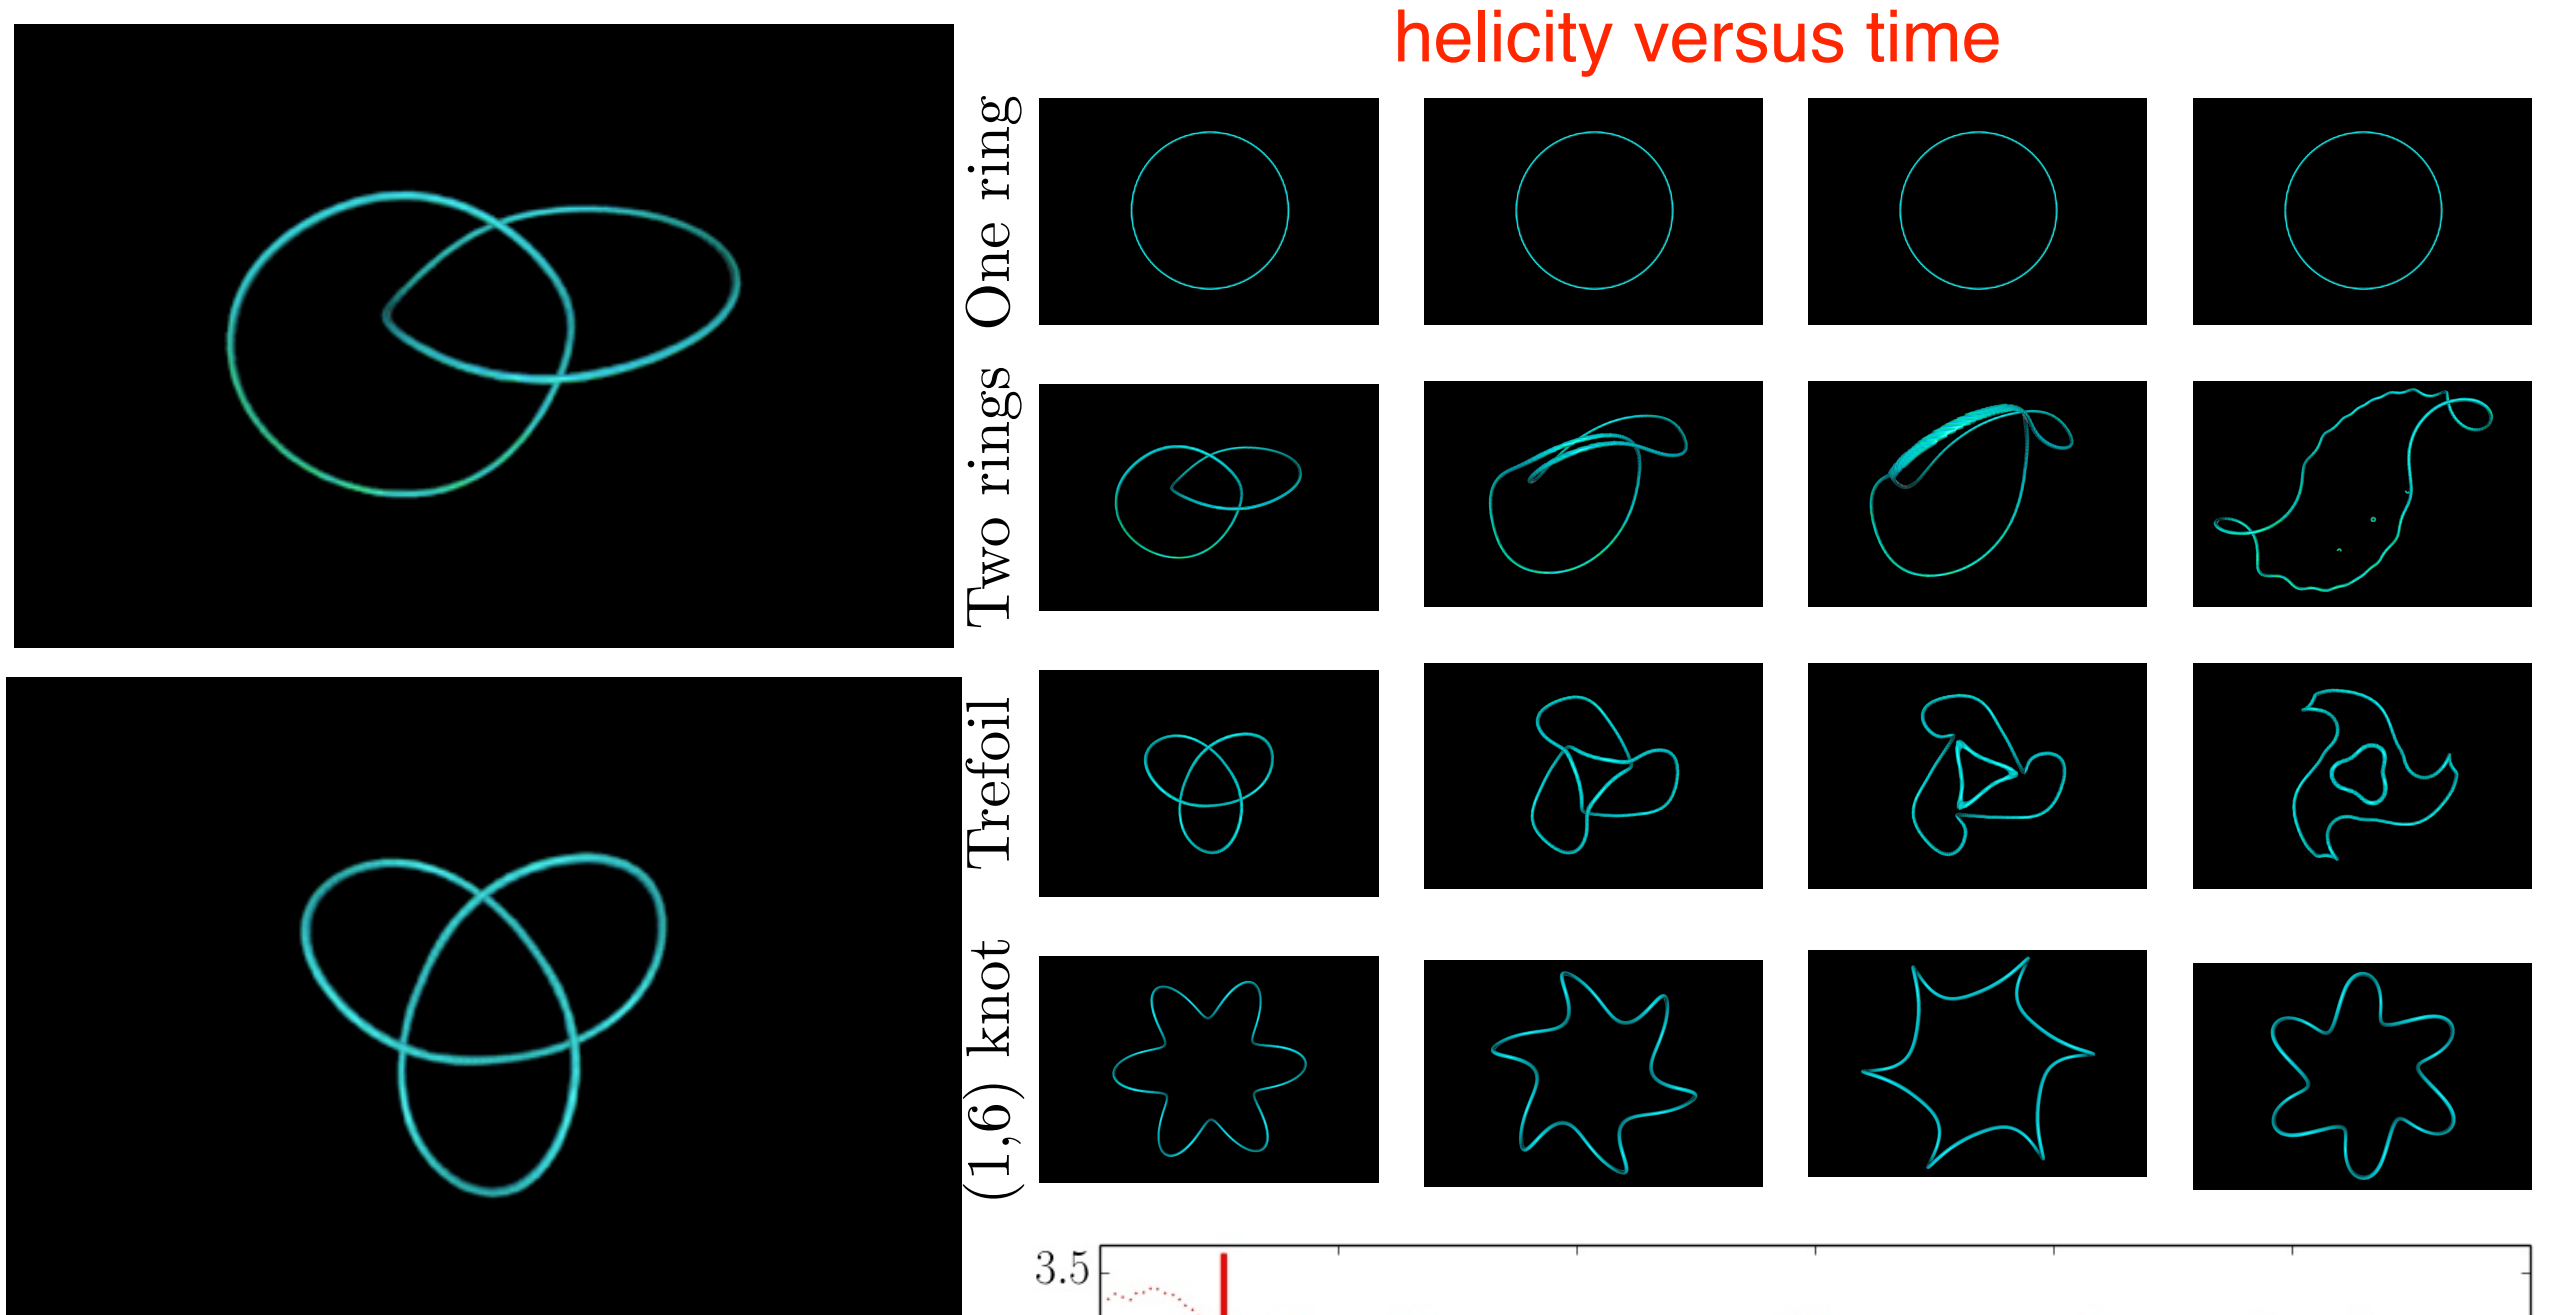 helicity versus time
One ring
Two rings
Trefoil
(1,6) knot
3.5